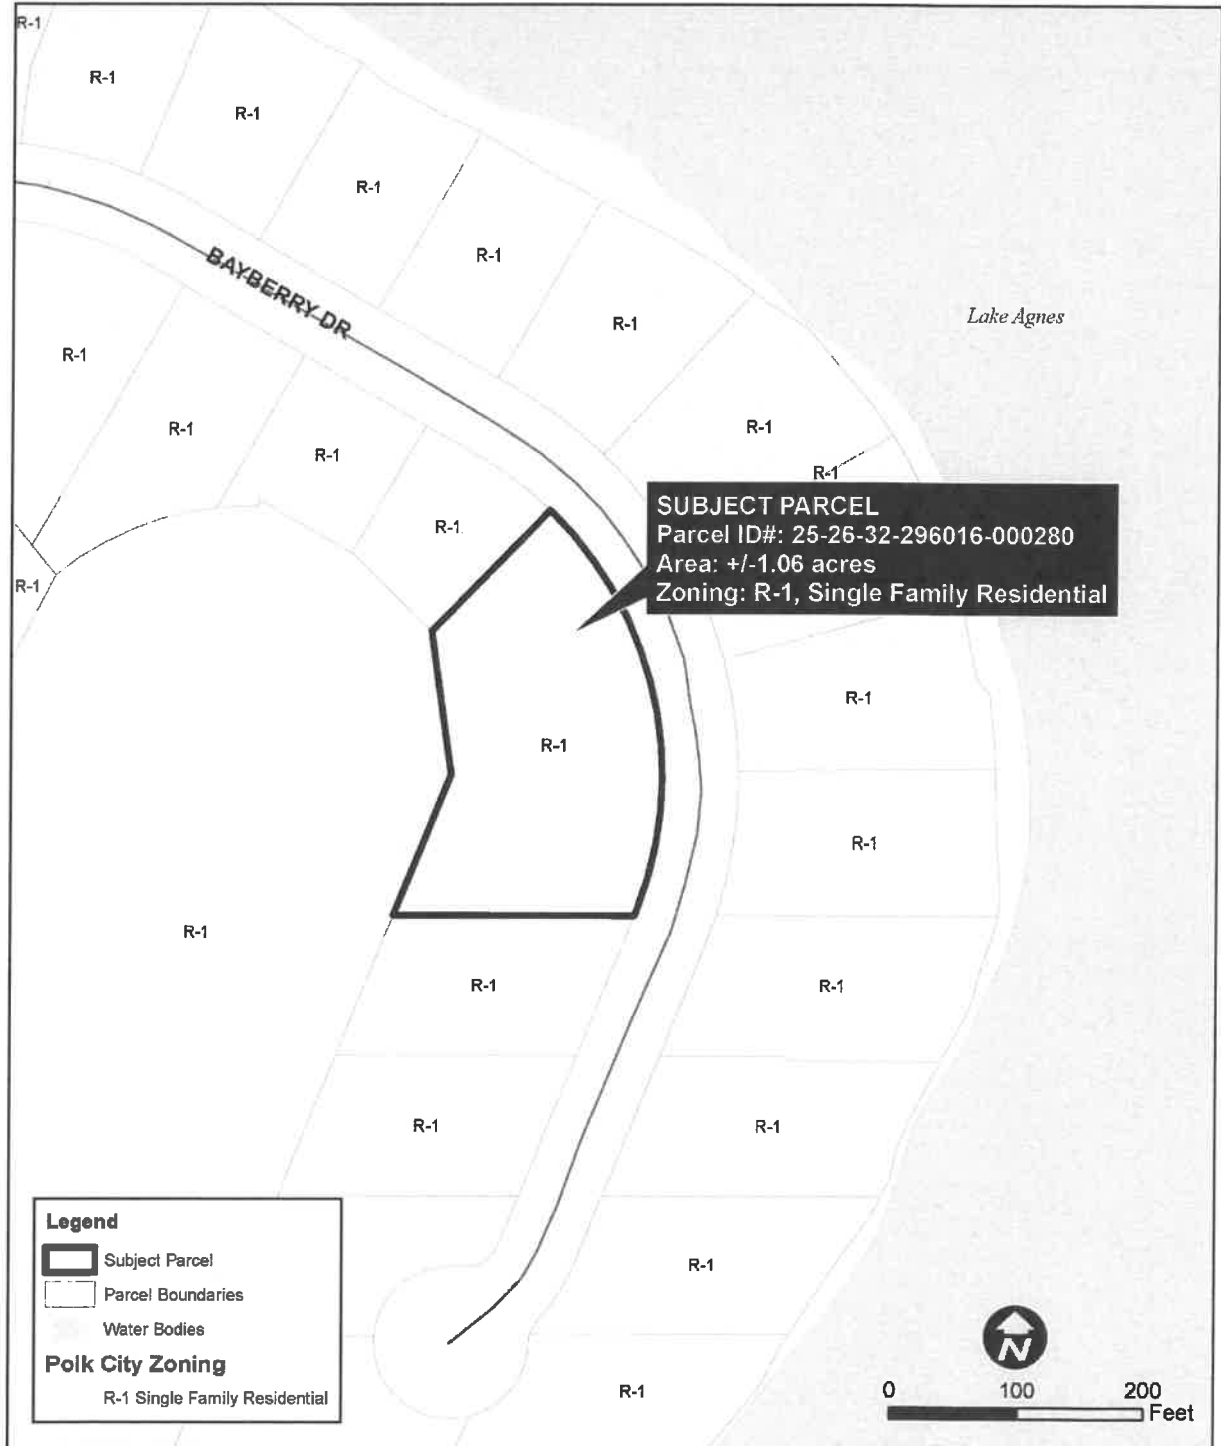 R-1
R-1
R-1
R-1
R-1
R-1
BAYBERRY DR
Lake Agnes
R-1
R-1
R-1
R-1
R-1
R-1
SUBJECT PARCEL
Parcel ID#: 25-26-32-296016-000280
Area: +/-1.06 acres
Zoning: R-1, Single Family Residential
R-1
R-1
R-1
R-1
R-1
R-1
R-1
R-1
R-1
R-1
R-1
R-1
Legend
Subject Parcel
Parcel Boundaries
Water Bodies
Polk City Zoning
R-1 Single Family Residential
N
0 100 200
Feet